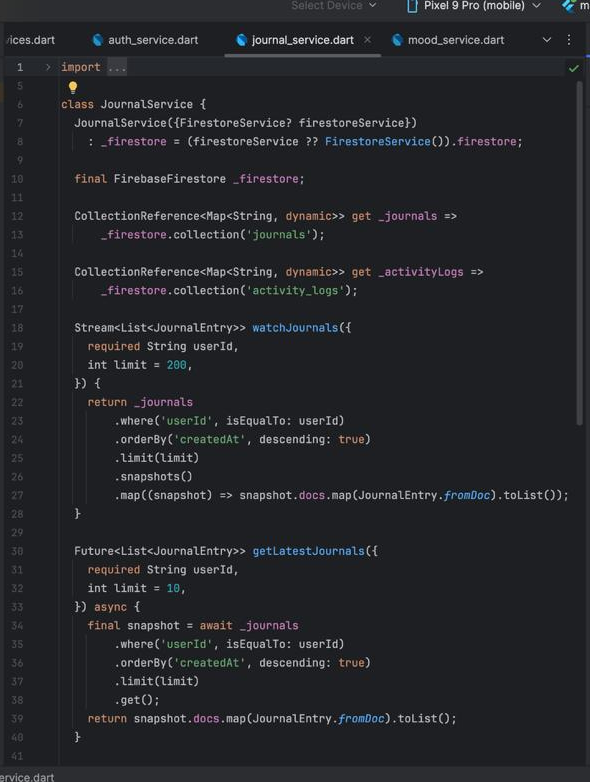 Select Device
Pixel 9 Pro (mobile)
m
ices.dart
auth_service.dart
journal_service.dart
mood_service.dart
1 import ...
5
6 class JournalService {
7 JournalService({FirestoreService? firestoreService})
8 : _firestore = (firestoreService ?? FirestoreService()).firestore;
9
10 final FirebaseFirestore _firestore;
11
12 CollectionReference<Map<String, dynamic>> get _journals =>
13 _firestore.collection('journals');
14
15 CollectionReference<Map<String, dynamic>> get _activityLogs =>
16 _firestore.collection('activity_logs');
17
18 Stream<List<JournalEntry>> watchJournals({
19 required String userId,
20 int limit = 200,
21 }) {
22 return _journals
23 .where('userId', isEqualTo: userId)
24 .orderBy('createdAt', descending: true)
25 .limit(limit)
26 .snapshots()
27 .map((snapshot) => snapshot.docs.map(JournalEntry.fromDoc).toList());
28 }
29
30 Future<List<JournalEntry>> getLatestJournals({
31 required String userId,
32 int limit = 10,
33 }) async {
34 final snapshot = await _journals
35 .where('userId', isEqualTo: userId)
36 .orderBy('createdAt', descending: true)
37 .limit(limit)
38 .get();
39 return snapshot.docs.map(JournalEntry.fromDoc).toList();
40 }
41
ervice.dart